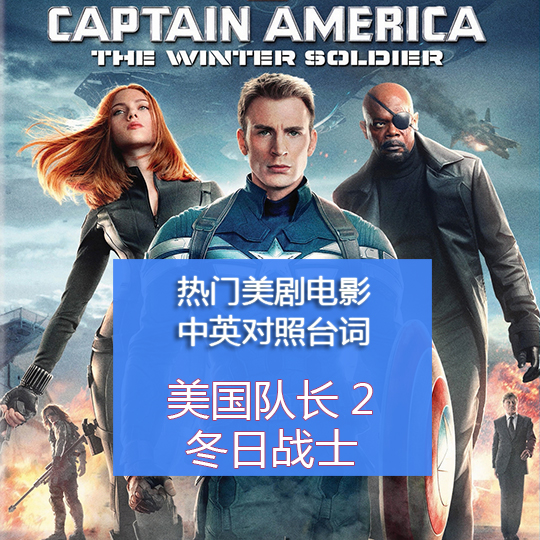 CAPTAIN AMERICA
THE WINTER SOLDIER
热门美剧电影
中英对照台词
美国队长 2
冬日战士